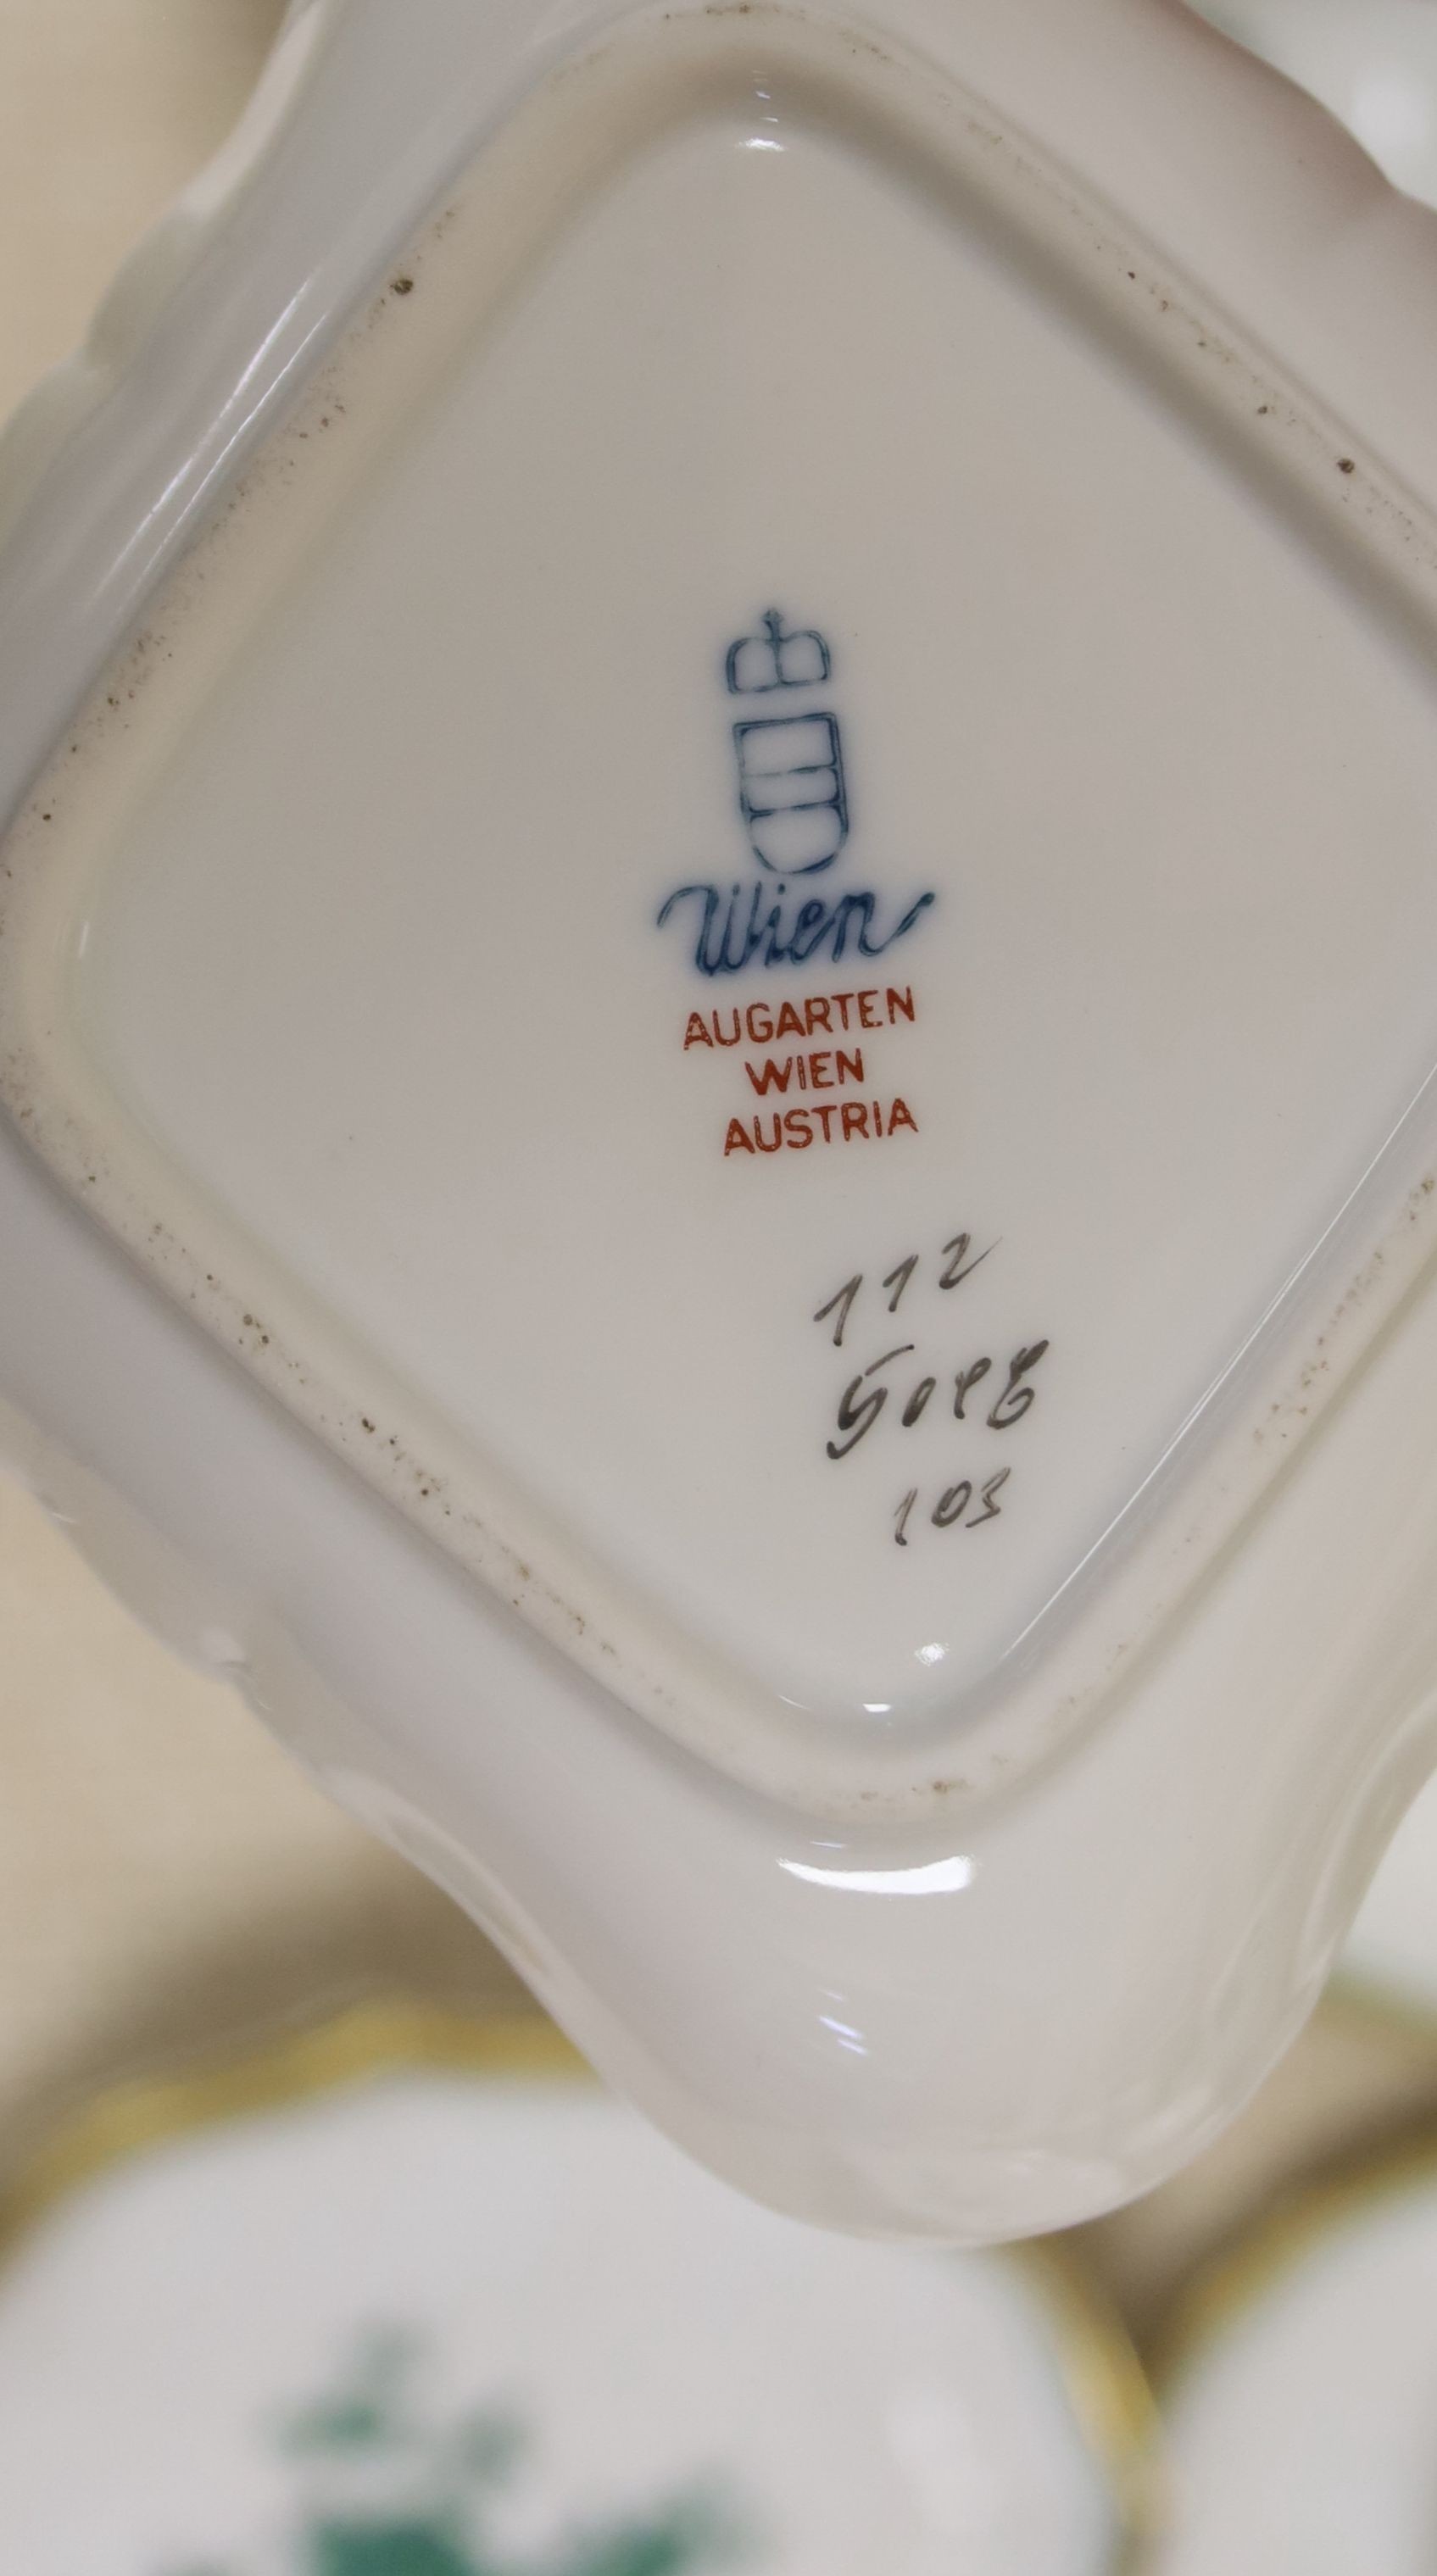 Wien
AUGARTEN
WIEN
AUSTRIA
112
5098
103